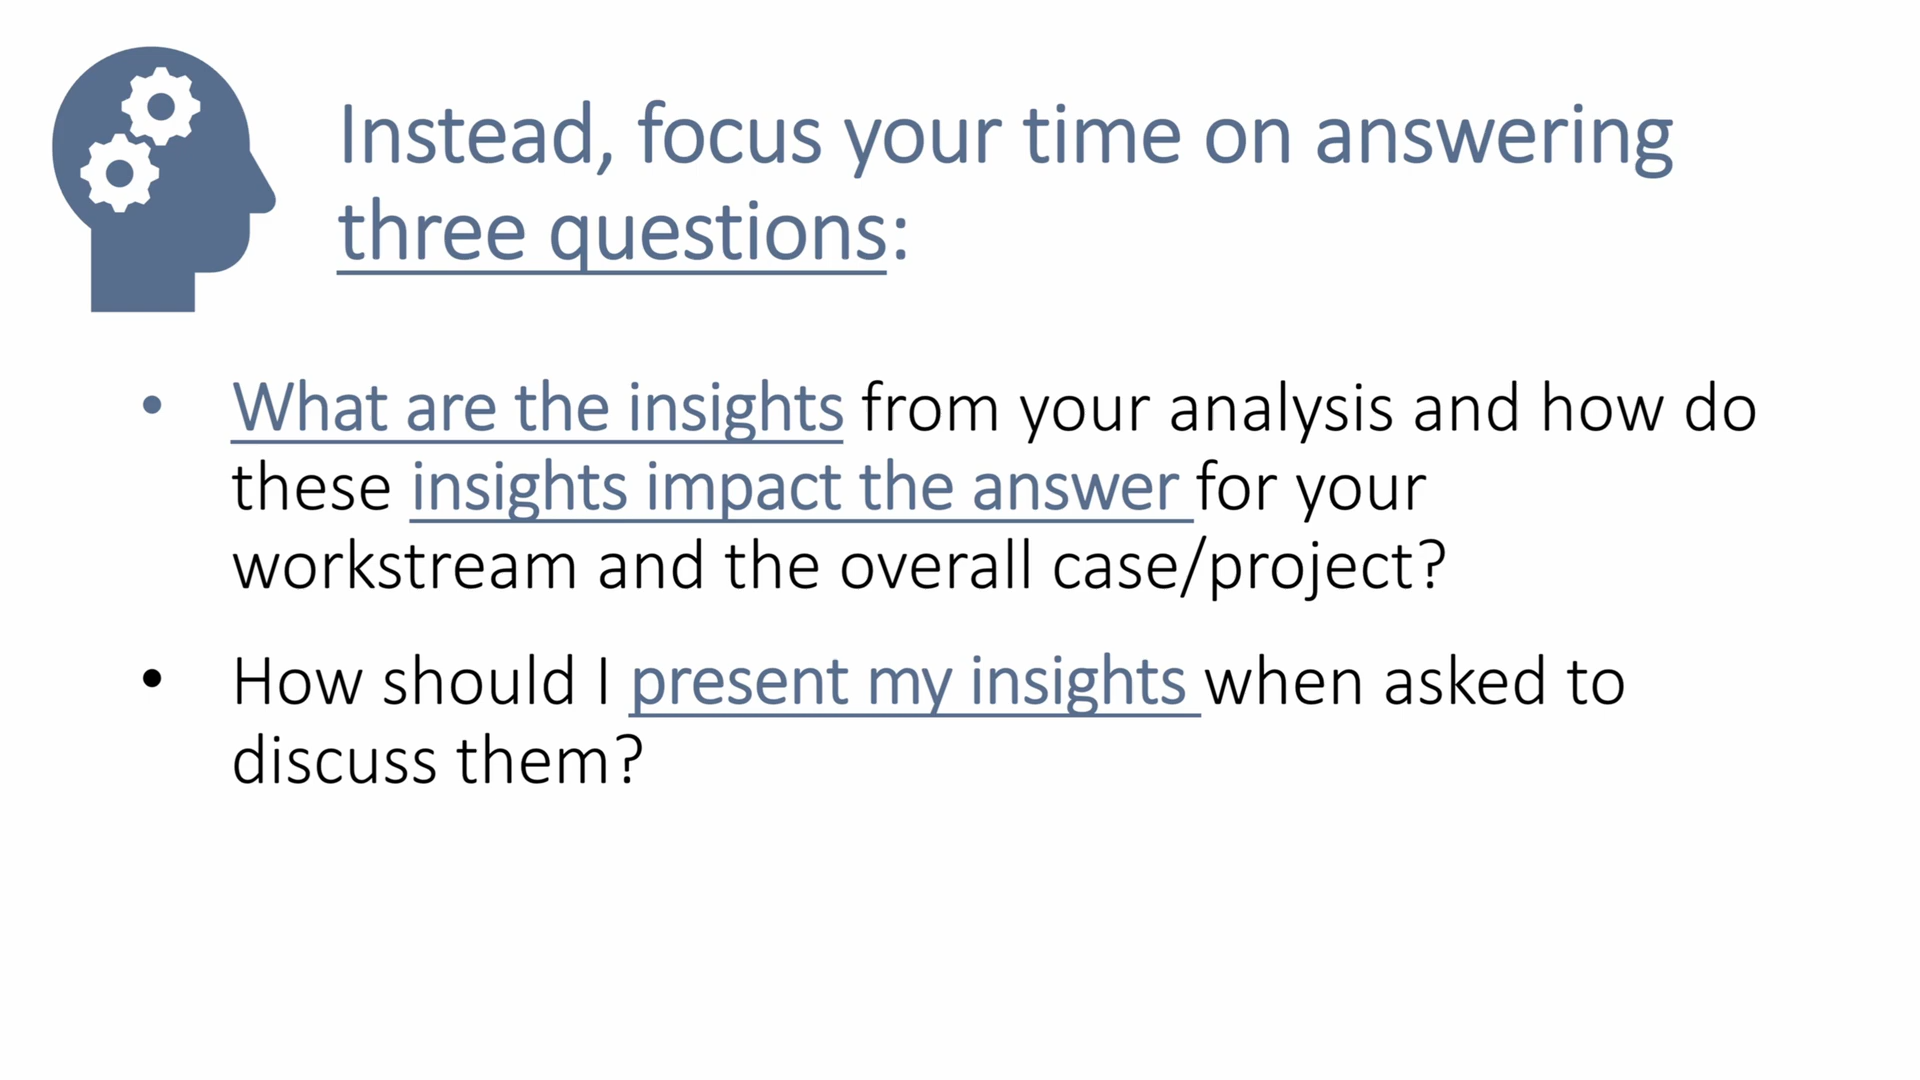 Instead, focus your time on answering
three questions:
• What are the insights from your analysis and how do
these insights impact the answer for your
workstream and the overall case/project?
• How should I present my insights when asked to
discuss them?